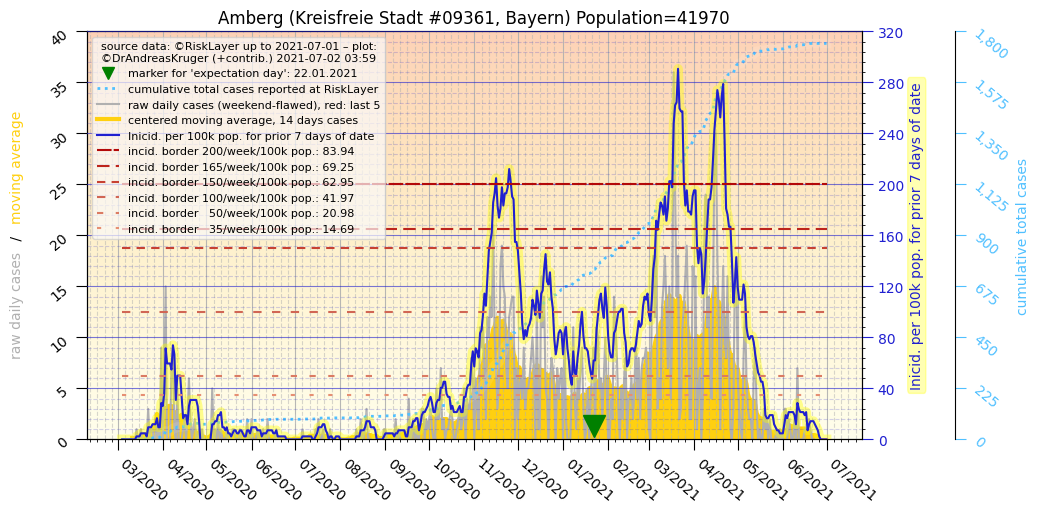 Amberg (Kreisfreie Stadt #09361, Bayern) Population=41970
source data: ©RiskLayer up to 2021-07-01 – plot:
©DrAndreasKruger (+contrib.) 2021-07-02 03:59
marker for 'expectation day': 22.01.2021
cumulative total cases reported at RiskLayer
raw daily cases (weekend-flawed), red: last 5
centered moving average, 14 days cases
Inicid. per 100k pop. for prior 7 days of date
incid. border 200/week/100k pop.: 83.94
incid. border 165/week/100k pop.: 69.25
incid. border 150/week/100k pop.: 62.95
incid. border 100/week/100k pop.: 41.97
incid. border   50/week/100k pop.: 20.98
incid. border   35/week/100k pop.: 14.69
raw daily cases / moving average
40
35
30
25
20
15
10
5
0
320
280
240
200
160
120
80
40
0
Inicid. per 100k pop. for prior 7 days of date
1,800
1,575
1,350
1,125
900
675
450
225
0
cumulative total cases
03/2020
04/2020
05/2020
06/2020
07/2020
08/2020
09/2020
10/2020
11/2020
12/2020
01/2021
02/2021
03/2021
04/2021
05/2021
06/2021
07/2021